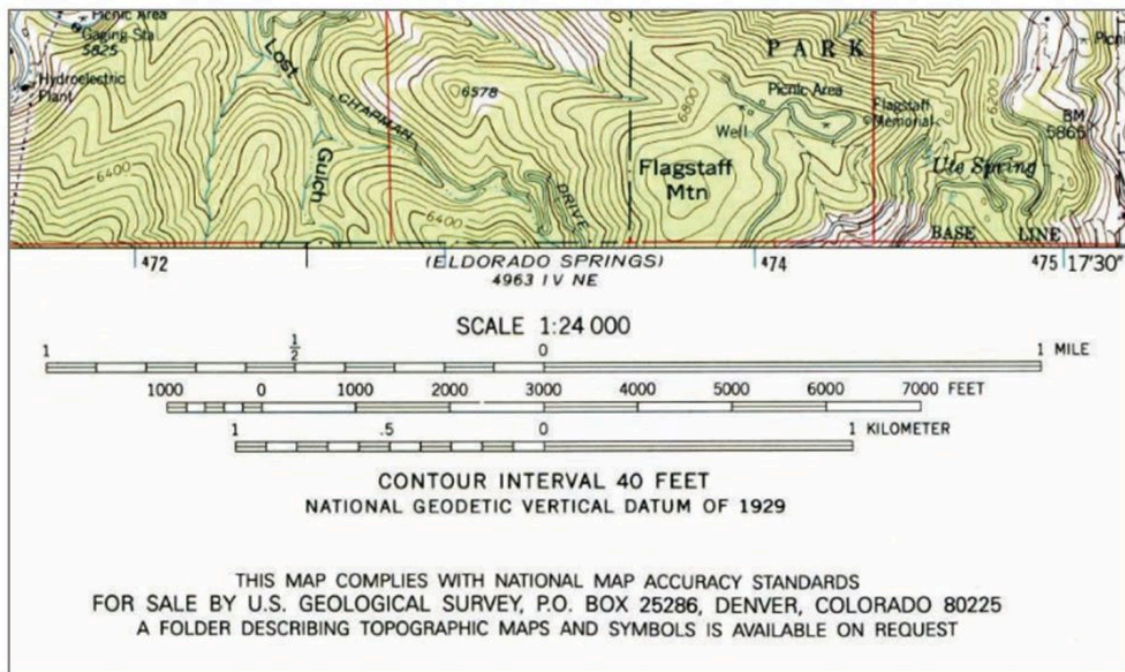 Picnic Area
Gaging Sta
5825
Hydroelectric
Plant
Lost
Gulch
CHAPMAN
DRIVE
6578
6400
6400
PARK
6800
Picnic Area
Well
Flagstaff
Memorial
6200
BM
5865
Flagstaff
Mtn
Ute Spring
BASE LINE
472
(ELDORADO SPRINGS)
4963 IV NE
474
475 17'30"
SCALE 1:24 000
1 1/2 0 1 MILE
1000 0 1000 2000 3000 4000 5000 6000 7000 FEET
1 .5 0 1 KILOMETER
CONTOUR INTERVAL 40 FEET
NATIONAL GEODETIC VERTICAL DATUM OF 1929
THIS MAP COMPLIES WITH NATIONAL MAP ACCURACY STANDARDS
FOR SALE BY U.S. GEOLOGICAL SURVEY, P.O. BOX 25286, DENVER, COLORADO 80225
A FOLDER DESCRIBING TOPOGRAPHIC MAPS AND SYMBOLS IS AVAILABLE ON REQUEST